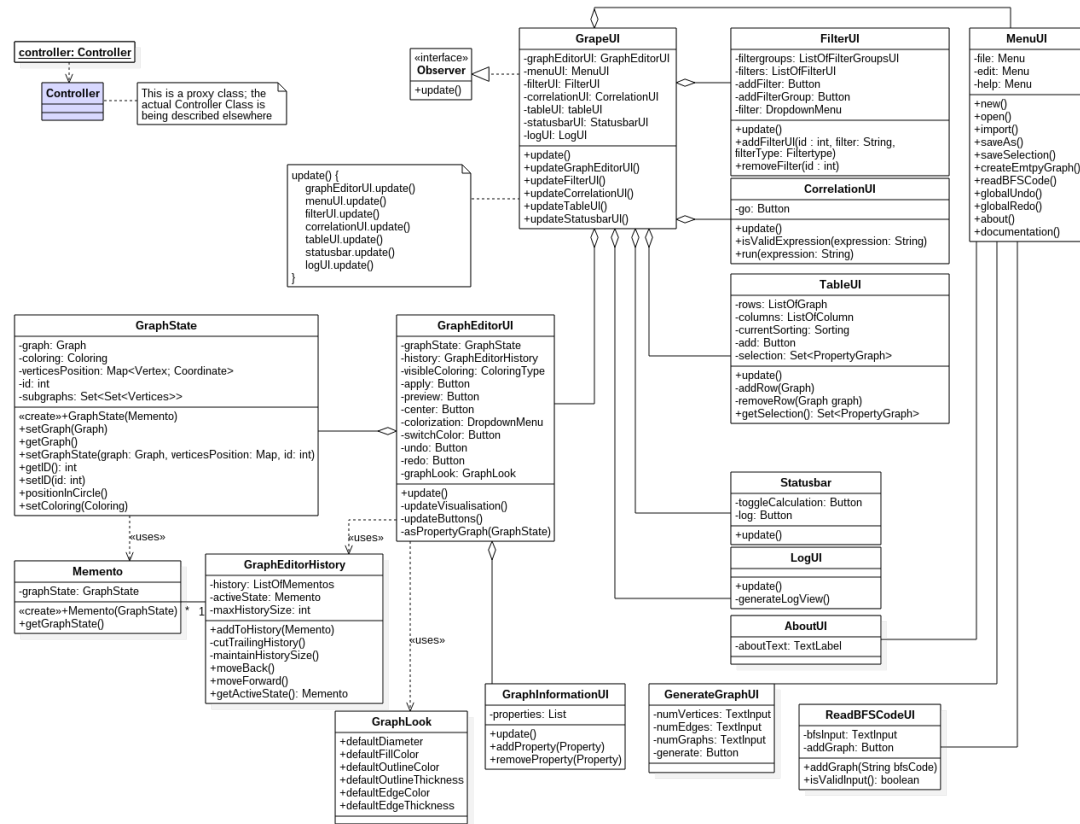 controller: Controller
Controller
This is a proxy class; the
actual Controller Class is
being described elsewhere
«interface»
Observer
+update()
GrapeUI
-graphEditorUI: GraphEditorUI
-menuUI: MenuUI
-filterUI: FilterUI
-correlationUI: CorrelationUI
-tableUI: tableUI
-statusbarUI: StatusbarUI
-logUI: LogUI
+update()
+updateGraphEditorUI()
+updateFilterUI()
+updateCorrelationUI()
+updateTableUI()
+updateStatusbarUI()
FilterUI
-filtergroups: ListOfFilterGroupsUI
-filters: ListOfFilterUI
-addFilter: Button
-addFilterGroup: Button
-filter: DropdownMenu
+update()
+addFilterUI(id : int, filter: String,
filterType: Filtertype)
+removeFilter(id : int)
MenuUI
-file: Menu
-edit: Menu
-help: Menu
+new()
+open()
+import()
+saveAs()
+saveSelection()
+createEmtpyGraph()
+readBFSCode()
+globalUndo()
+globalRedo()
+about()
+documentation()
update() {
graphEditorUI.update()
menuUI.update()
filterUI.update()
correlationUI.update()
tableUI.update()
statusbar.update()
logUI.update()
}
CorrelationUI
-go: Button
+update()
+isValidExpression(expression: String)
+run(expression: String)
TableUI
-rows: ListOfGraph
-columns: ListOfColumn
-currentSorting: Sorting
-add: Button
-selection: Set<PropertyGraph>
+update()
-addRow(Graph)
-removeRow(Graph graph)
+getSelection(): Set<PropertyGraph>
GraphState
-graph: Graph
-coloring: Coloring
-verticesPosition: Map<Vertex; Coordinate>
-id: int
-subgraphs: Set<Set<Vertices>>
«create»+GraphState(Memento)
+setGraph(Graph)
+getGraph()
+setGraphState(graph: Graph, verticesPosition: Map, id: int)
+getID(): int
+setID(id: int)
+positionInCircle()
+setColoring(Coloring)
GraphEditorUI
-graphState: GraphState
-history: GraphEditorHistory
-visibleColoring: ColoringType
-apply: Button
-preview: Button
-center: Button
-colorization: DropdownMenu
-switchColor: Button
-undo: Button
-redo: Button
-graphLook: GraphLook
+update()
-updateVisualisation()
-updateButtons()
-asPropertyGraph(GraphState)
Statusbar
-toggleCalculation: Button
-log: Button
+update()
«uses»
«uses»
Memento
-graphState: GraphState
«create»+Memento(GraphState)
+getGraphState()
* 1
GraphEditorHistory
-history: ListOfMementos
-activeState: Memento
-maxHistorySize: int
+addToHistory(Memento)
-cutTrailingHistory()
-maintainHistorySize()
+moveBack()
+moveForward()
+getActiveState(): Memento
«uses»
LogUI
+update()
-generateLogView()
AboutUI
-aboutText: TextLabel
GraphLook
+defaultDiameter
+defaultFillColor
+defaultOutlineColor
+defaultOutlineThickness
+defaultEdgeColor
+defaultEdgeThickness
GraphInformationUI
-properties: List
+update()
+addProperty(Property)
+removeProperty(Property)
GenerateGraphUI
-numVertices: TextInput
-numEdges: TextInput
-numGraphs: TextInput
-generate: Button
ReadBFSCodeUI
-bfsInput: TextInput
-addGraph: Button
+addGraph(String bfsCode)
+isValidInput(): boolean